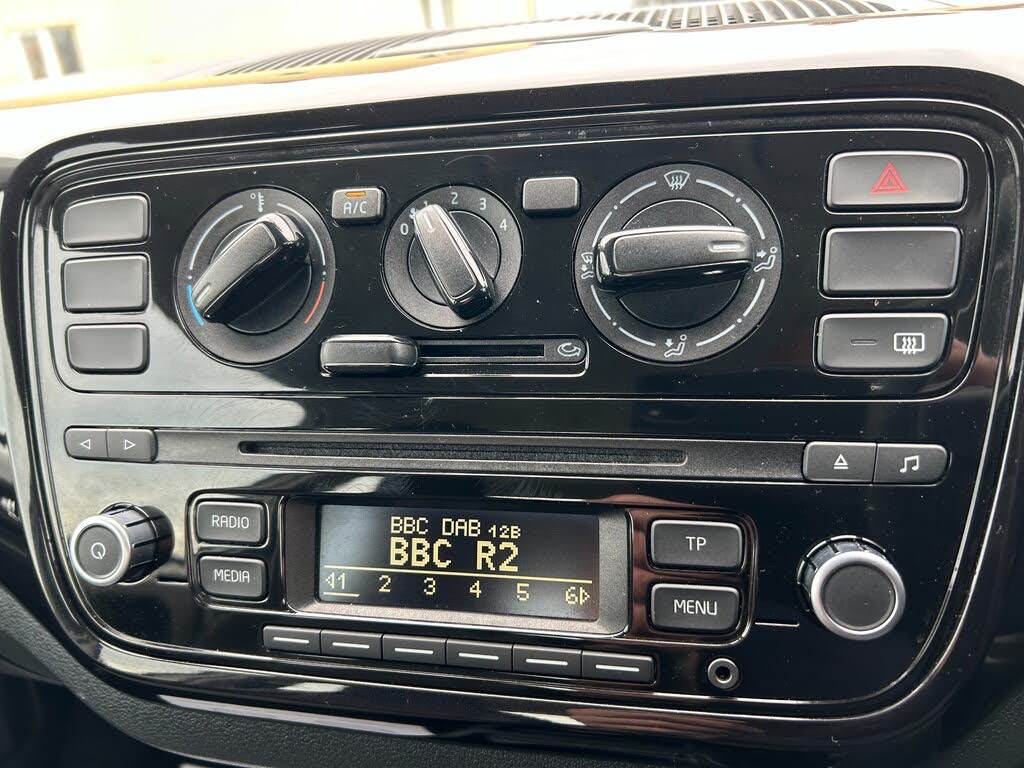 A/C
0 1 2 3 4
RADIO
MEDIA
BBC DAB 12B
BBC R2
1 2 3 4 5 6
TP
MENU